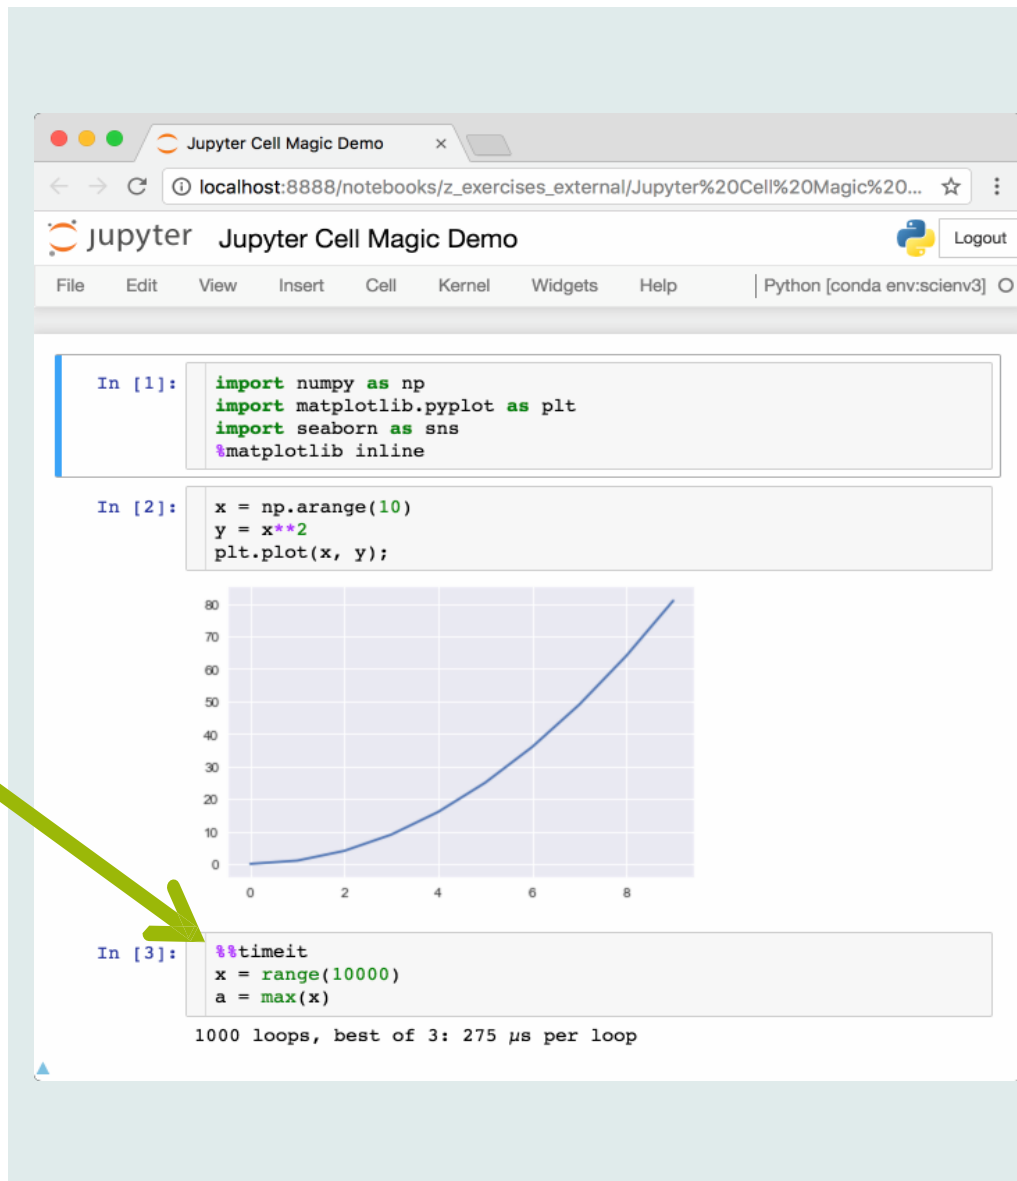 Jupyter Cell Magic Demo ×
localhost:8888/notebooks/z_exercises_external/Jupyter%20Cell%20Magic%20...
jupyter Jupyter Cell Magic Demo Logout
File Edit View Insert Cell Kernel Widgets Help Python [conda env:scienv3]
In [1]: import numpy as np
import matplotlib.pyplot as plt
import seaborn as sns
%matplotlib inline
In [2]: x = np.arange(10)
y = x**2
plt.plot(x, y);
80
70
60
50
40
30
20
10
0
0 2 4 6 8
In [3]: %%timeit
x = range(10000)
a = max(x)
1000 loops, best of 3: 275 µs per loop